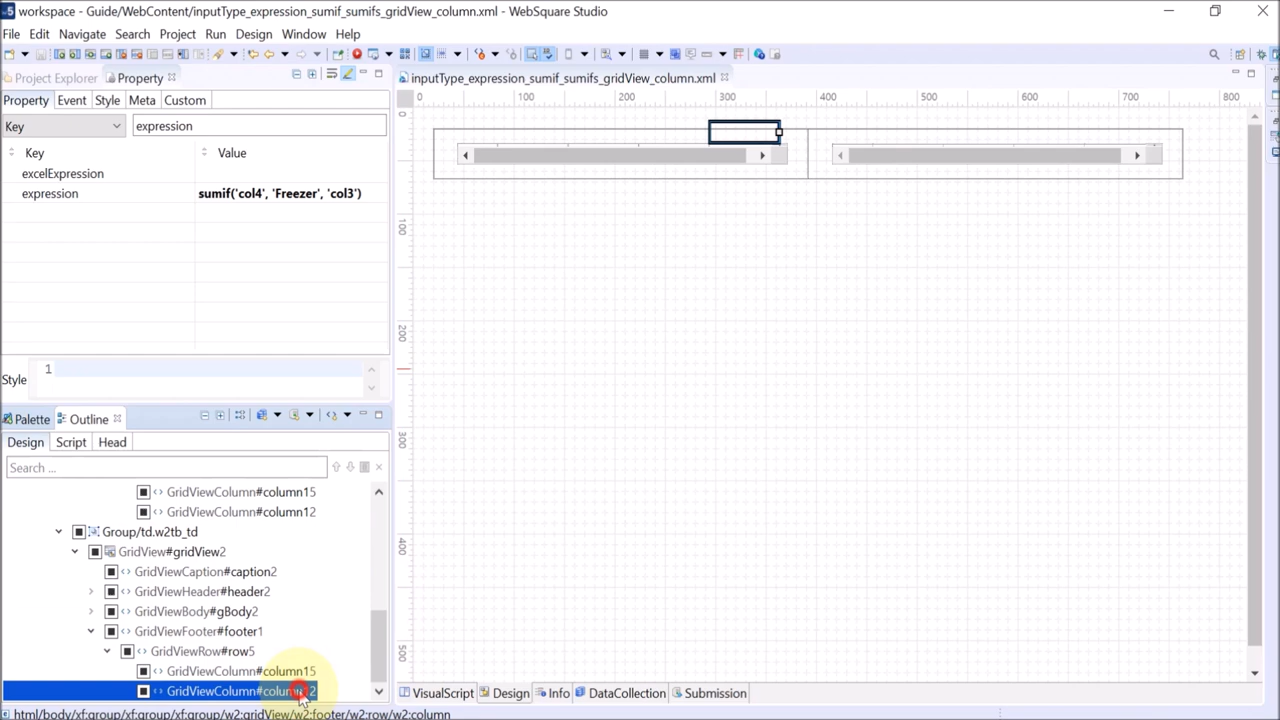 workspace - Guide/WebContent/inputType_expression_sumif_sumifs_gridView_column.xml - WebSquare Studio
File Edit Navigate Search Project Run Design Window Help
Project Explorer Property
inputType_expression_sumif_sumifs_gridView_column.xml
Property Event Style Meta Custom
0 100 200 300 400 500 600 700 800
Key expression
Key Value
excelExpression
expression sumif('col4', 'Freezer', 'col3')
Style 1
0
100
200
300
400
500
Palette Outline
Design Script Head
Search ...
GridViewColumn#column15
GridViewColumn#column12
Group/td.w2tb_td
GridView#gridView2
GridViewCaption#caption2
GridViewHeader#header2
GridViewBody#gBody2
GridViewFooter#footer1
GridViewRow#row5
GridViewColumn#column15
VisualScript Design Info DataCollection Submission
html/body/xf:group/xf:group/xf:group/w2:gridView/w2:footer/w2:row/w2:column